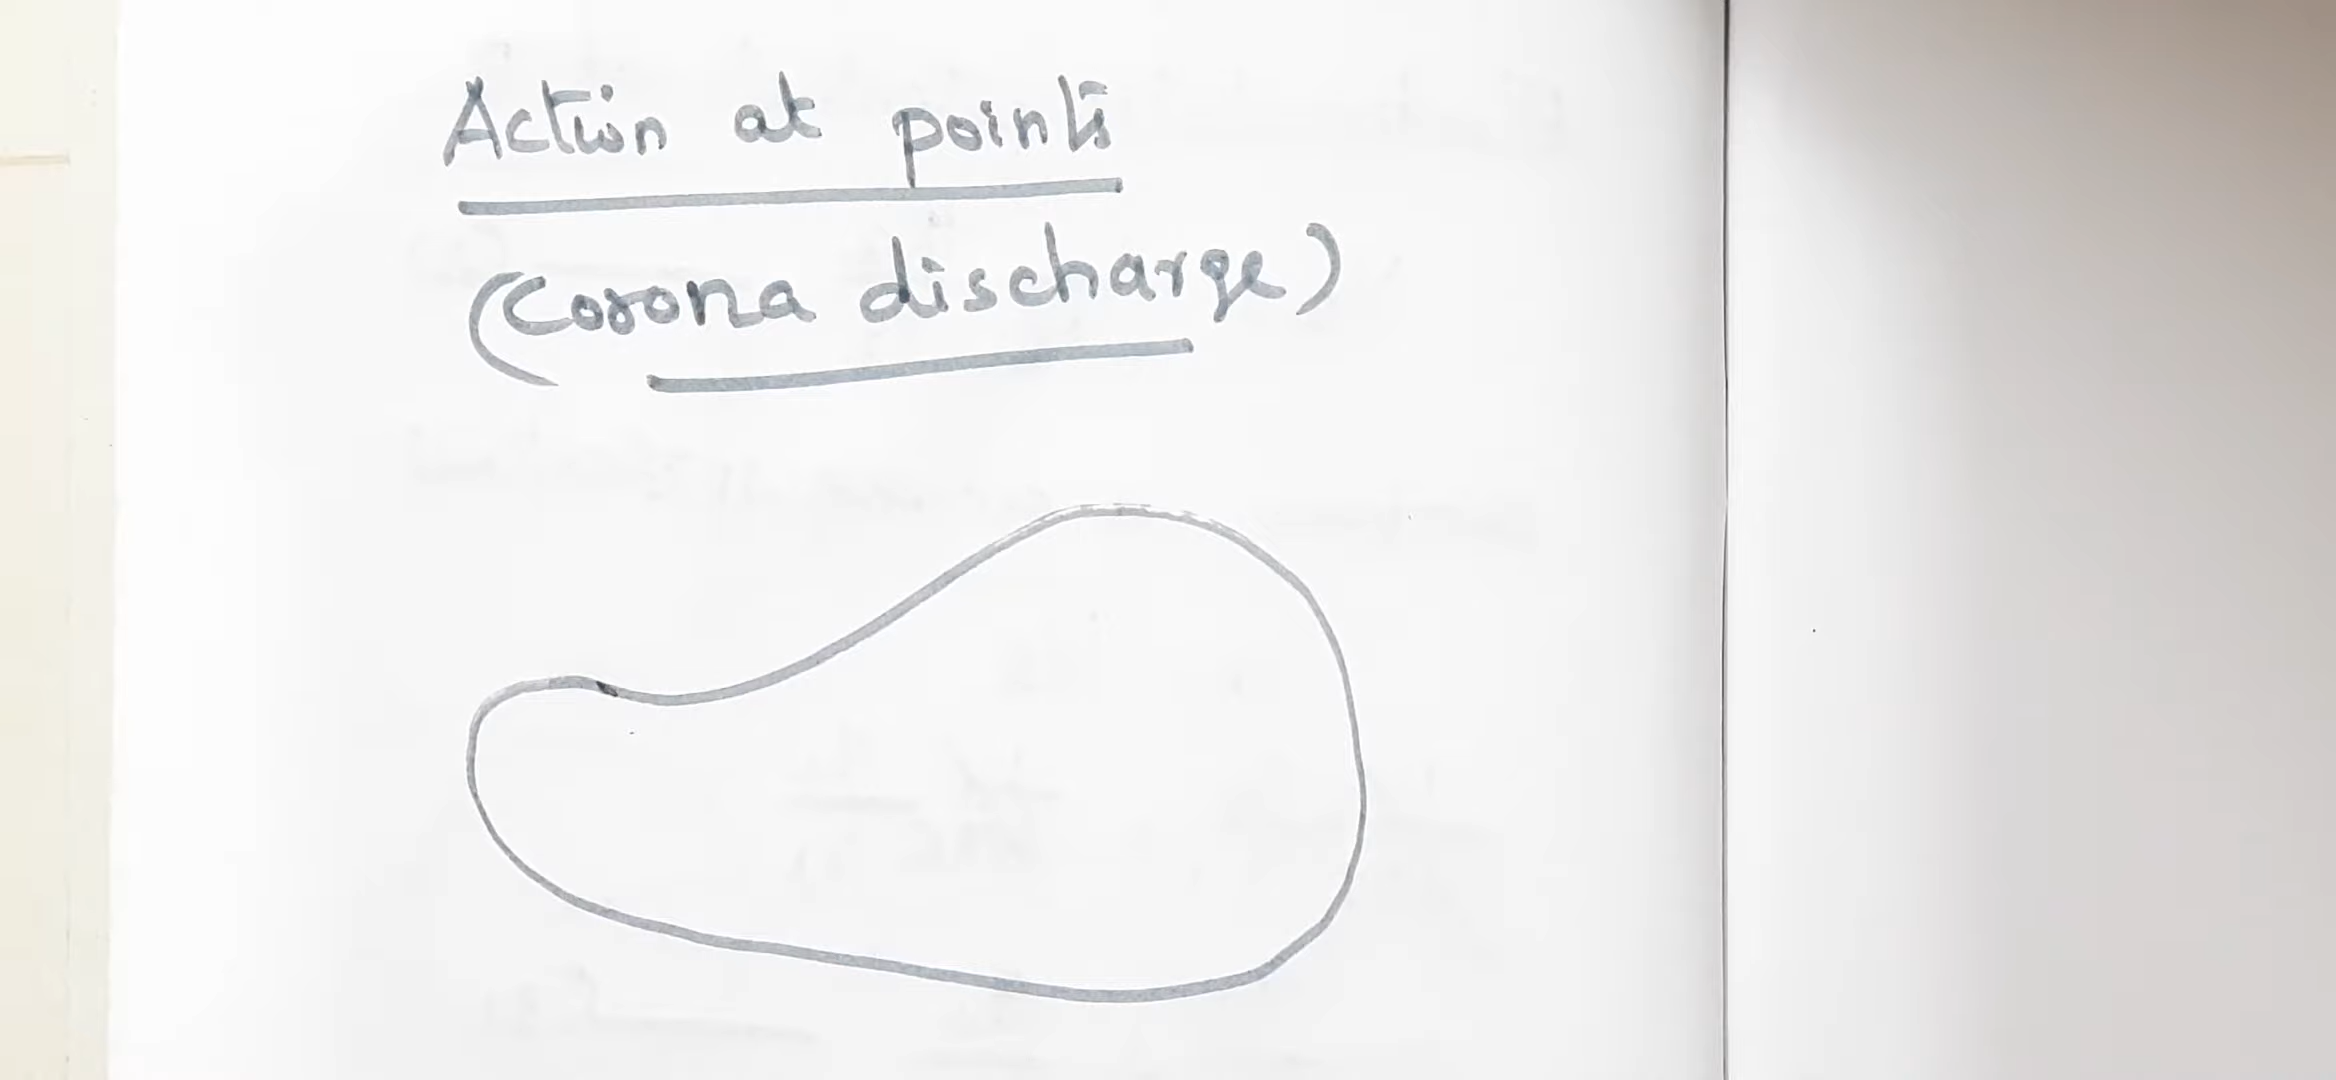 Action at points
(Corona discharge)